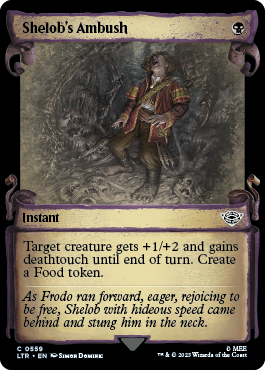 Shelob's Ambush
Instant
Target creature gets +1/+2 and gains
deathtouch until end of turn. Create
a Food token.
As Frodo ran forward, eager, rejoicing to
be free, Shelob with hideous speed came
behind and stung him in the neck.
C 0559
LTR • EN Simon Dominic
™ & © 2023 Wizards of the Coast